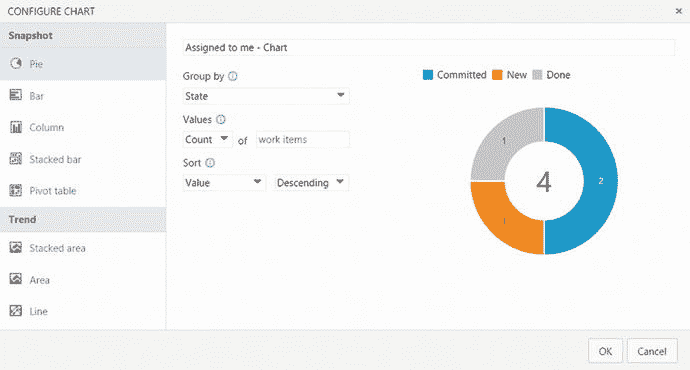 CONFIGURE CHART
Snapshot
Pie
Bar
Column
Stacked bar
Pivot table
Trend
Stacked area
Area
Line
Assigned to me - Chart
Group by
State
Values
Count of work items
Sort
Value Descending
Committed New Done
1
4
2
1
OK Cancel